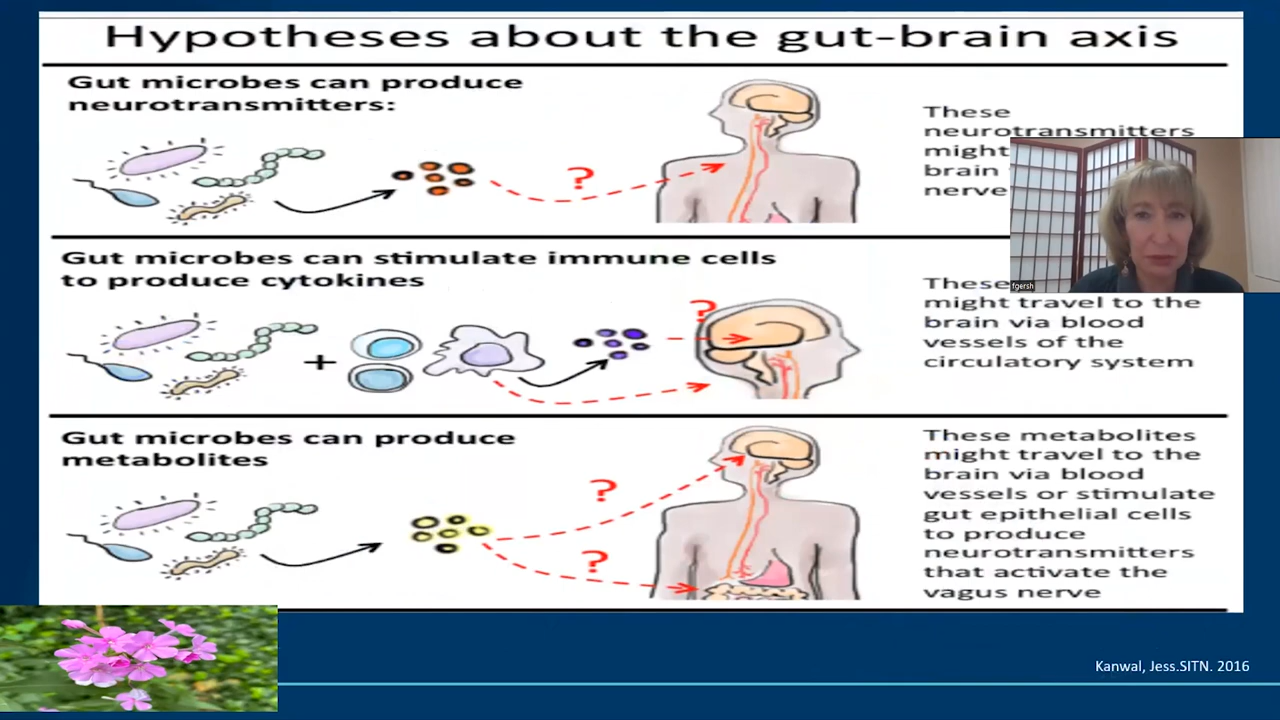 Hypotheses about the gut-brain axis
Gut microbes can produce
neurotransmitters:
?
These
neurotransmitters
might
brain
nerve
Gut microbes can stimulate immune cells
to produce cytokines
+
?
These
might travel to the
brain via blood
vessels of the
circulatory system
fgersh
Gut microbes can produce
metabolites
?
?
These metabolites
might travel to the
brain via blood
vessels or stimulate
gut epithelial cells
to produce
neurotransmitters
that activate the
vagus nerve
Kanwal, Jess.SITN. 2016